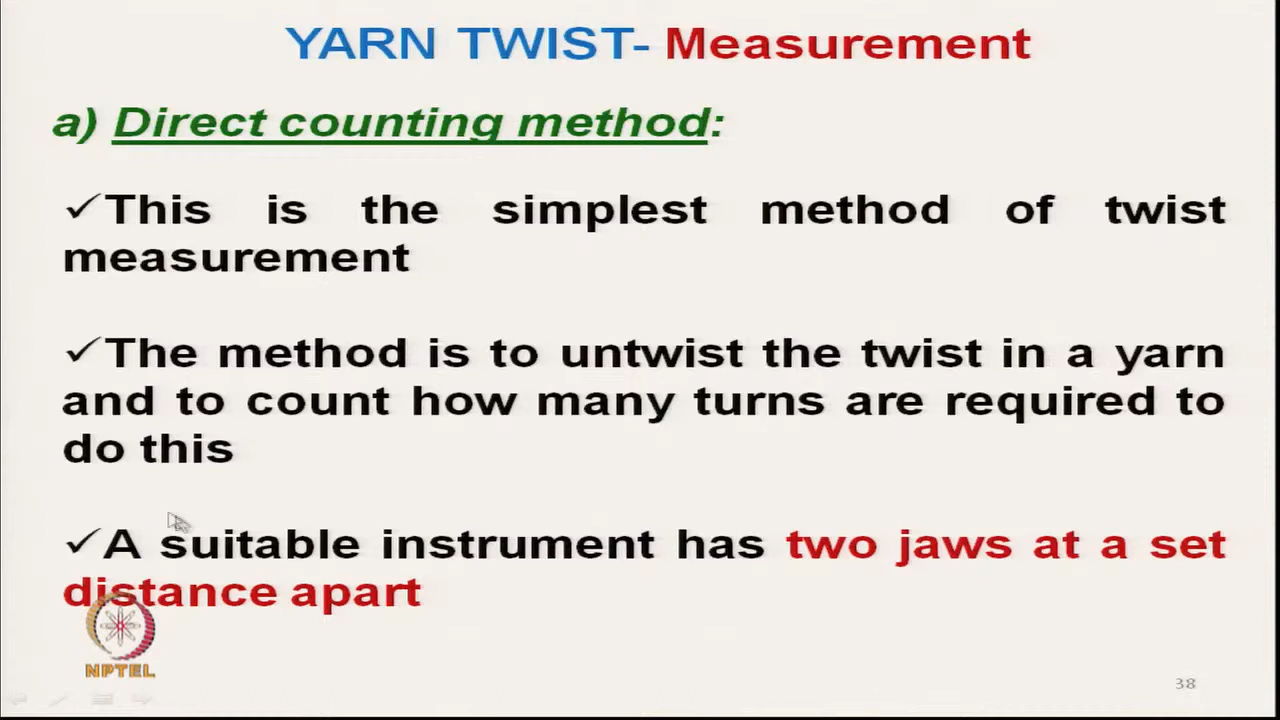 YARN TWIST- Measurement
a) Direct counting method:
✓This is the simplest method of twist
measurement
✓The method is to untwist the twist in a yarn
and to count how many turns are required to
do this
✓A suitable instrument has two jaws at a set
distance apart
NPTEL
38